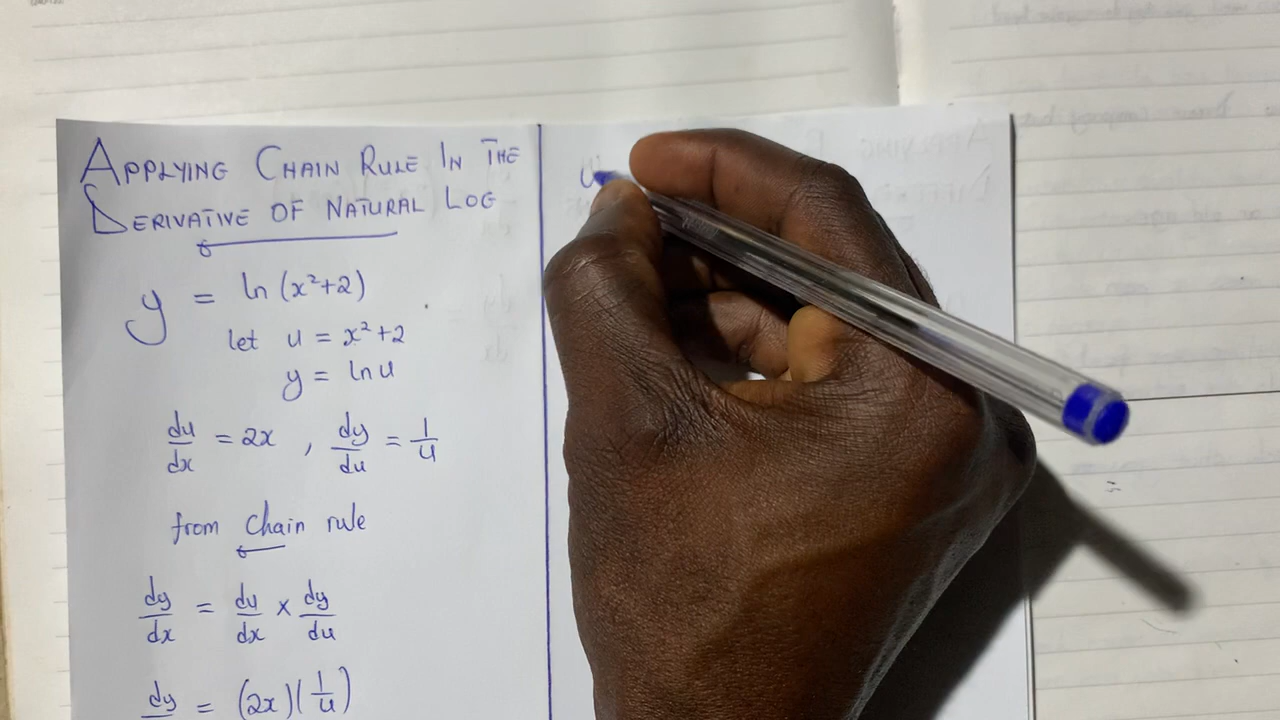 APPLYING CHAIN RULE IN THE
DERIVATIVE OF NATURAL LOG
y = ln (x²+2)
let u = x²+2
y = ln u
du/dx = 2x , dy/du = 1/u
from chain rule
dy/dx = du/dx × dy/du
dy = (2x)(1/u)